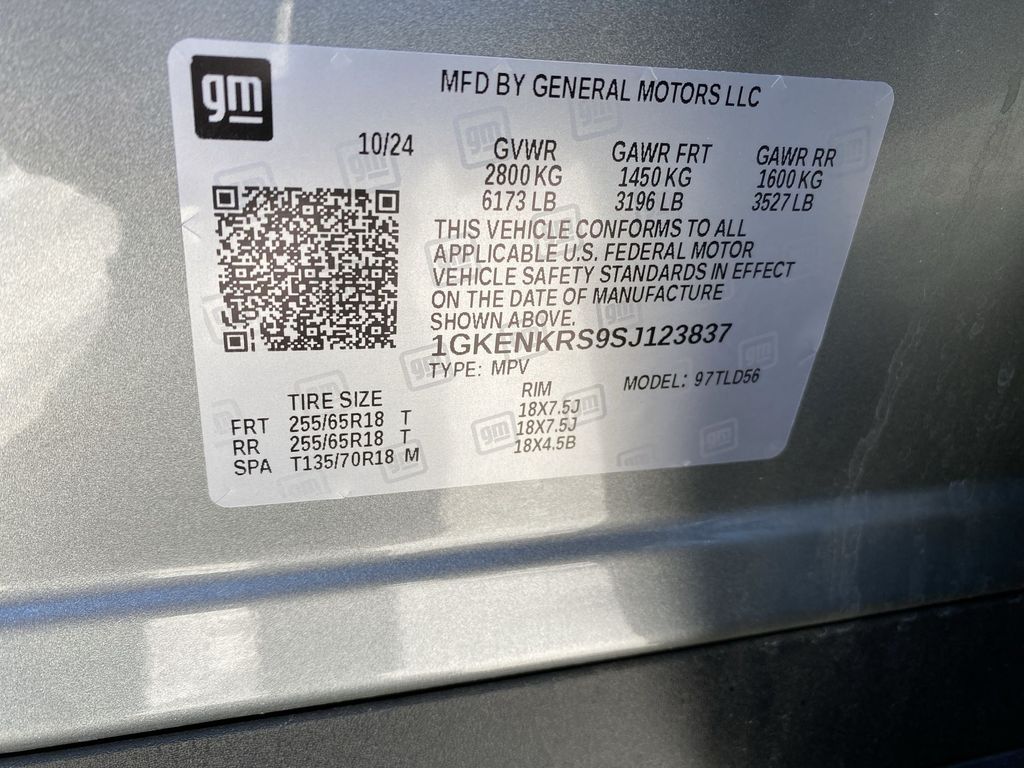 gm
MFD BY GENERAL MOTORS LLC
10/24
GVWR GAWR FRT GAWR RR
2800 KG 1450 KG 1600 KG
6173 LB 3196 LB 3527 LB
THIS VEHICLE CONFORMS TO ALL
APPLICABLE U.S. FEDERAL MOTOR
VEHICLE SAFETY STANDARDS IN EFFECT
ON THE DATE OF MANUFACTURE
SHOWN ABOVE.
1GKENKRS9SJ123837
TYPE: MPV MODEL: 97TLD56
TIRE SIZE RIM
FRT 255/65R18 T 18X7.5J
RR 255/65R18 T 18X7.5J
SPA T135/70R18 M 18X4.5B